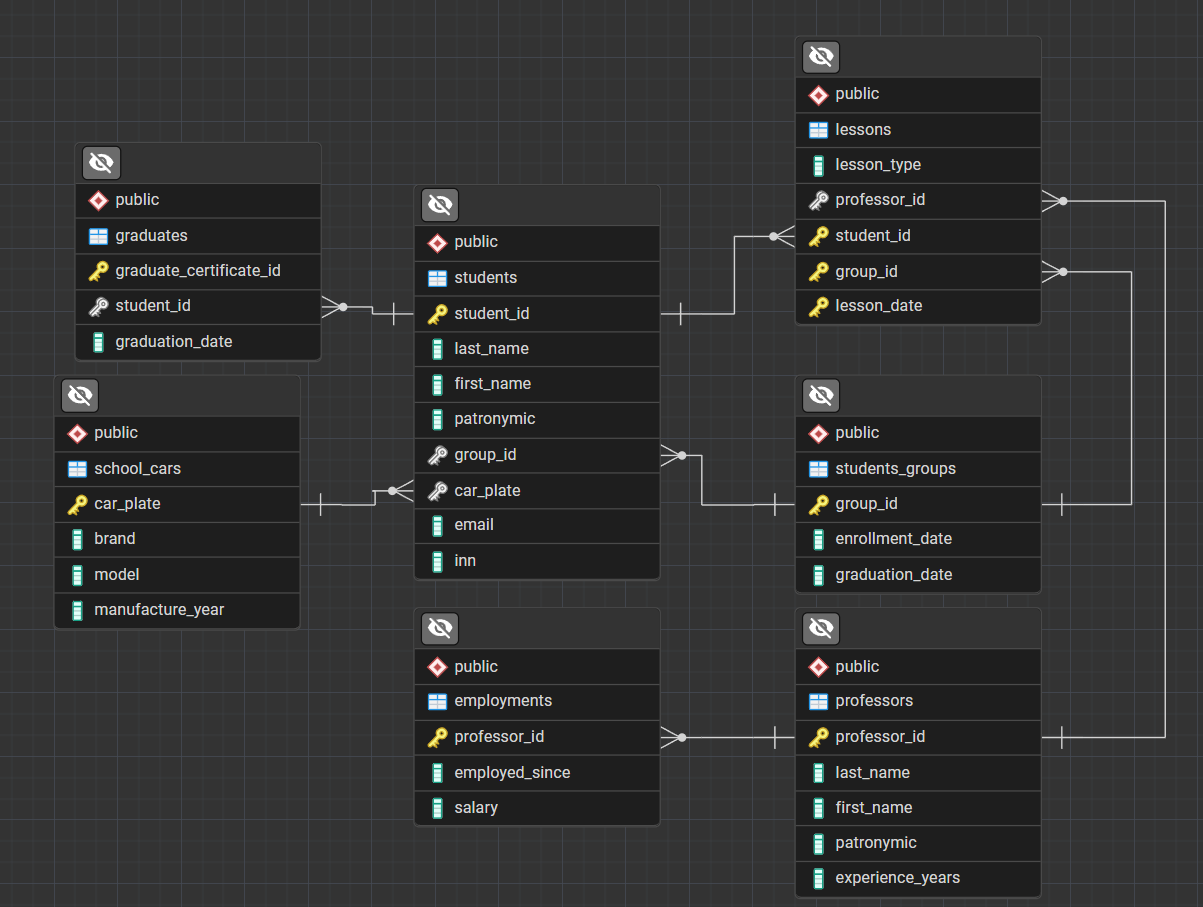 public
graduates
graduate_certificate_id
student_id
graduation_date
public
school_cars
car_plate
brand
model
manufacture_year
public
students
student_id
last_name
first_name
patronymic
group_id
car_plate
email
inn
public
employments
professor_id
employed_since
salary
public
lessons
lesson_type
professor_id
student_id
group_id
lesson_date
public
students_groups
group_id
enrollment_date
graduation_date
public
professors
professor_id
last_name
first_name
patronymic
experience_years